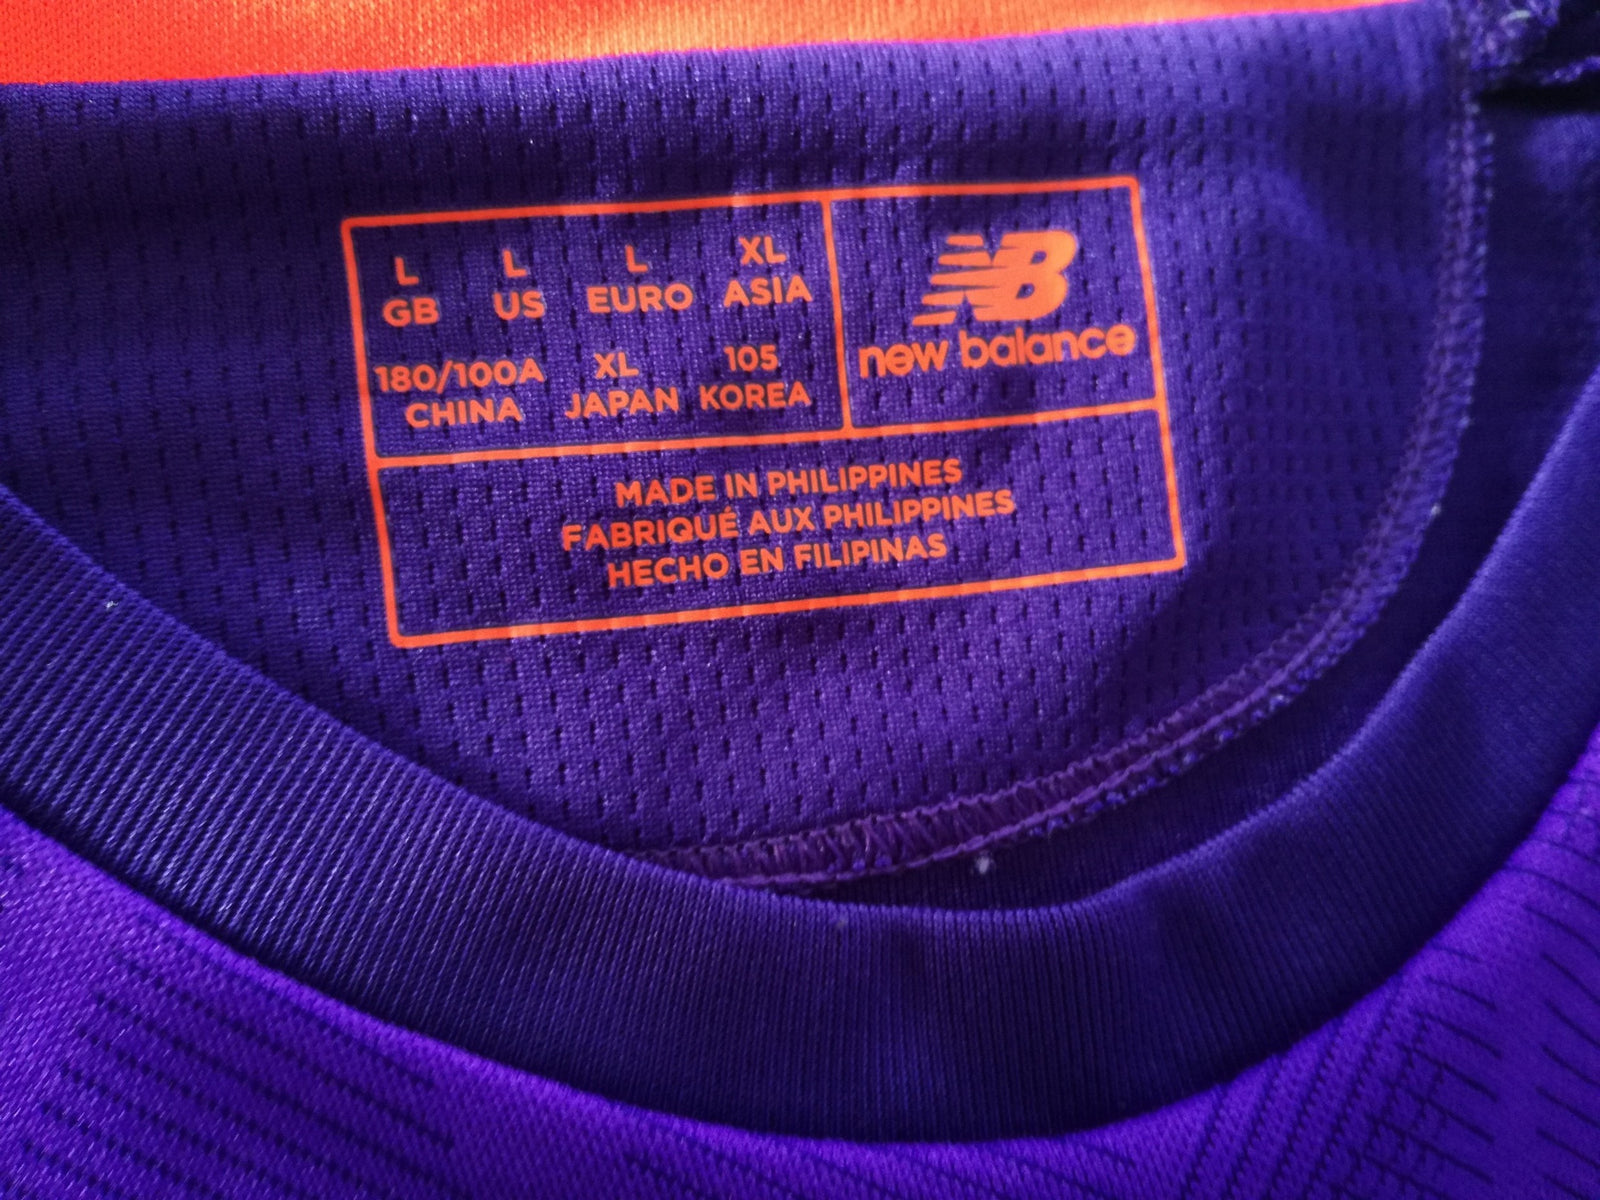 L L L XL
GB US EURO ASIA
180/100A XL 105
CHINA JAPAN KOREA
NB
new balance
MADE IN PHILIPPINES
FABRIQUÉ AUX PHILIPPINES
HECHO EN FILIPINAS